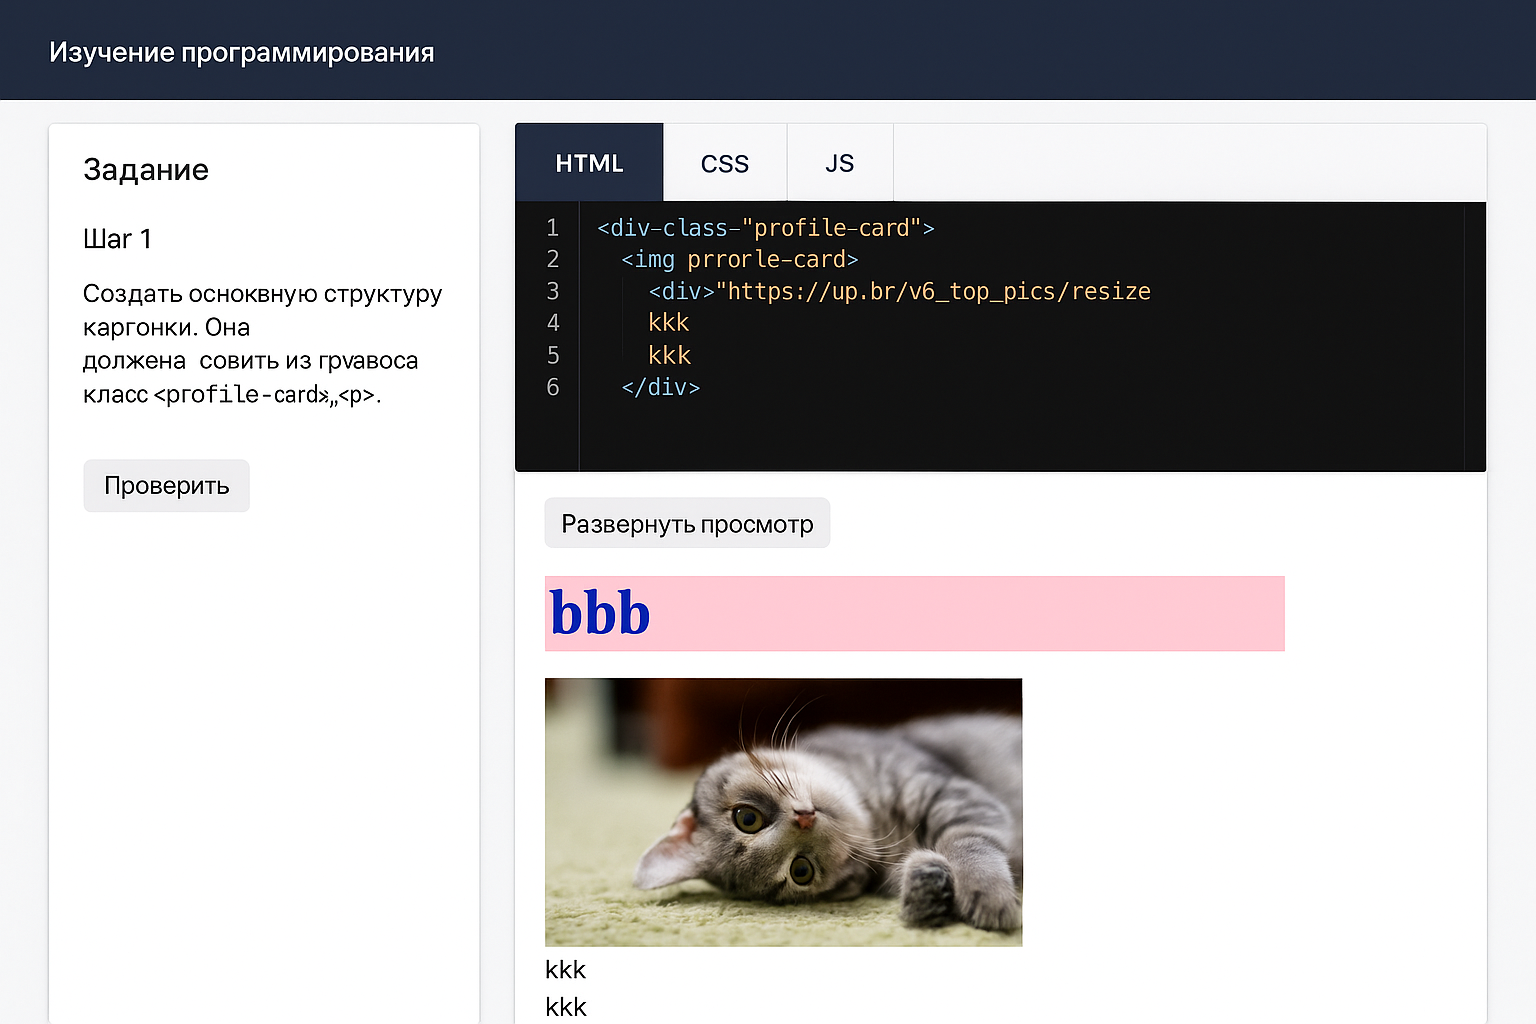 Изучение программирования
Задание
Шаг 1
Создать осноквную структуру
каргонки. Она
должена совить из грvавоса
класс <profile-card»„<p>.
Проверить
HTML CSS JS
1 <div–class–"profile–card">
2 <img prrorle–card>
3 <div>"https://up.br/v6_top_pics/resize
4 kkk
5 kkk
6 </div>
Развернуть просмотр
bbb
kkk
kkk